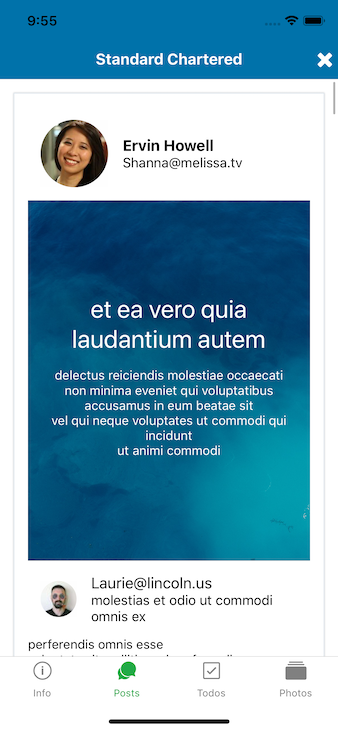 9:55
Standard Chartered
Ervin Howell
Shanna@melissa.tv
et ea vero quia
laudantium autem
delectus reiciendis molestiae occaecati
non minima eveniet qui voluptatibus
accusamus in eum beatae sit
vel qui neque voluptates ut commodi qui
incidunt
ut animi commodi
Laurie@lincoln.us
molestias et odio ut commodi
omnis ex
perferendis omnis esse
Info
Posts
Todos
Photos